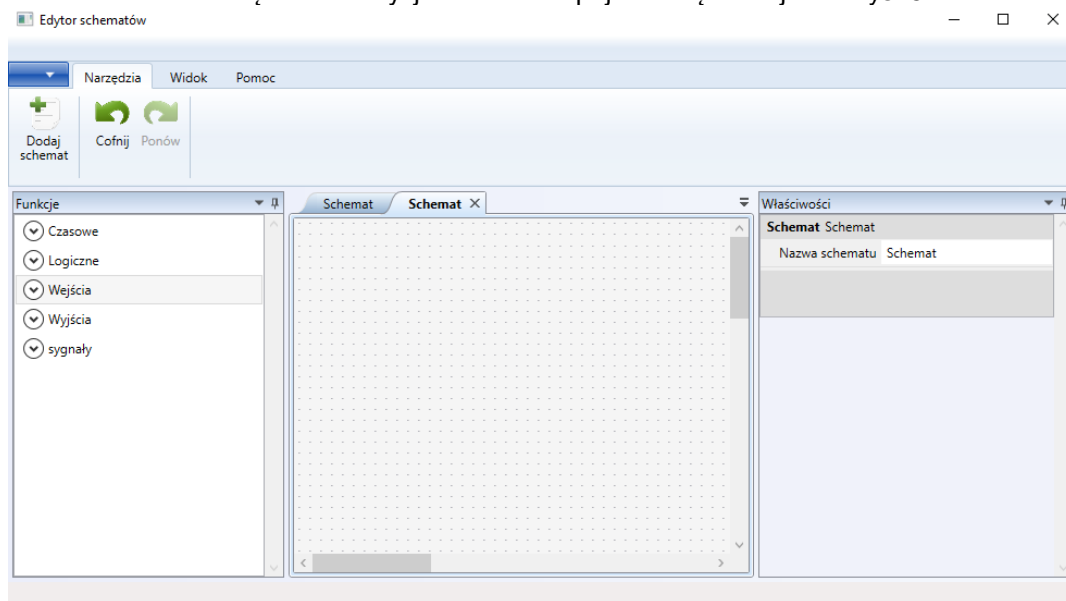 Edytor schematów
Narzędzia Widok Pomoc
Dodaj schemat
Cofnij Ponów
Funkcje
Czasowe
Logiczne
Wejścia
Wyjścia
sygnały
Schemat Schemat
Właściwości
Schemat Schemat
Nazwa schematu Schemat